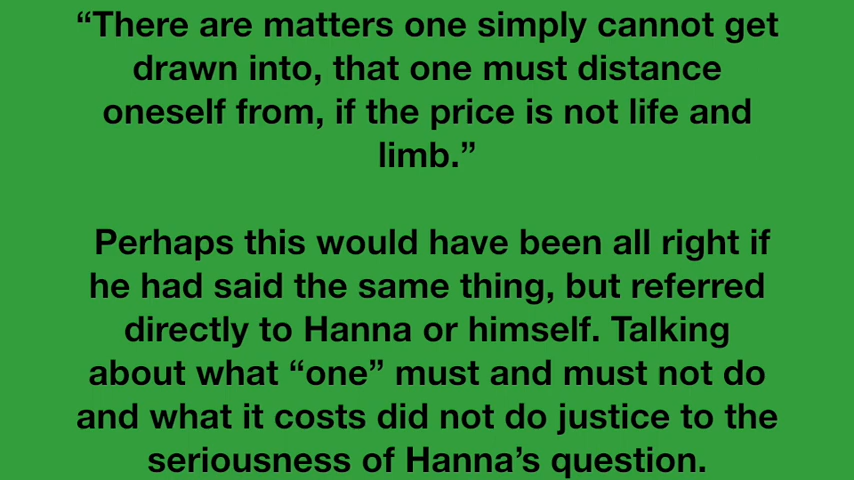 “There are matters one simply cannot get
drawn into, that one must distance
oneself from, if the price is not life and
limb.”
Perhaps this would have been all right if
he had said the same thing, but referred
directly to Hanna or himself. Talking
about what “one” must and must not do
and what it costs did not do justice to the
seriousness of Hanna’s question.